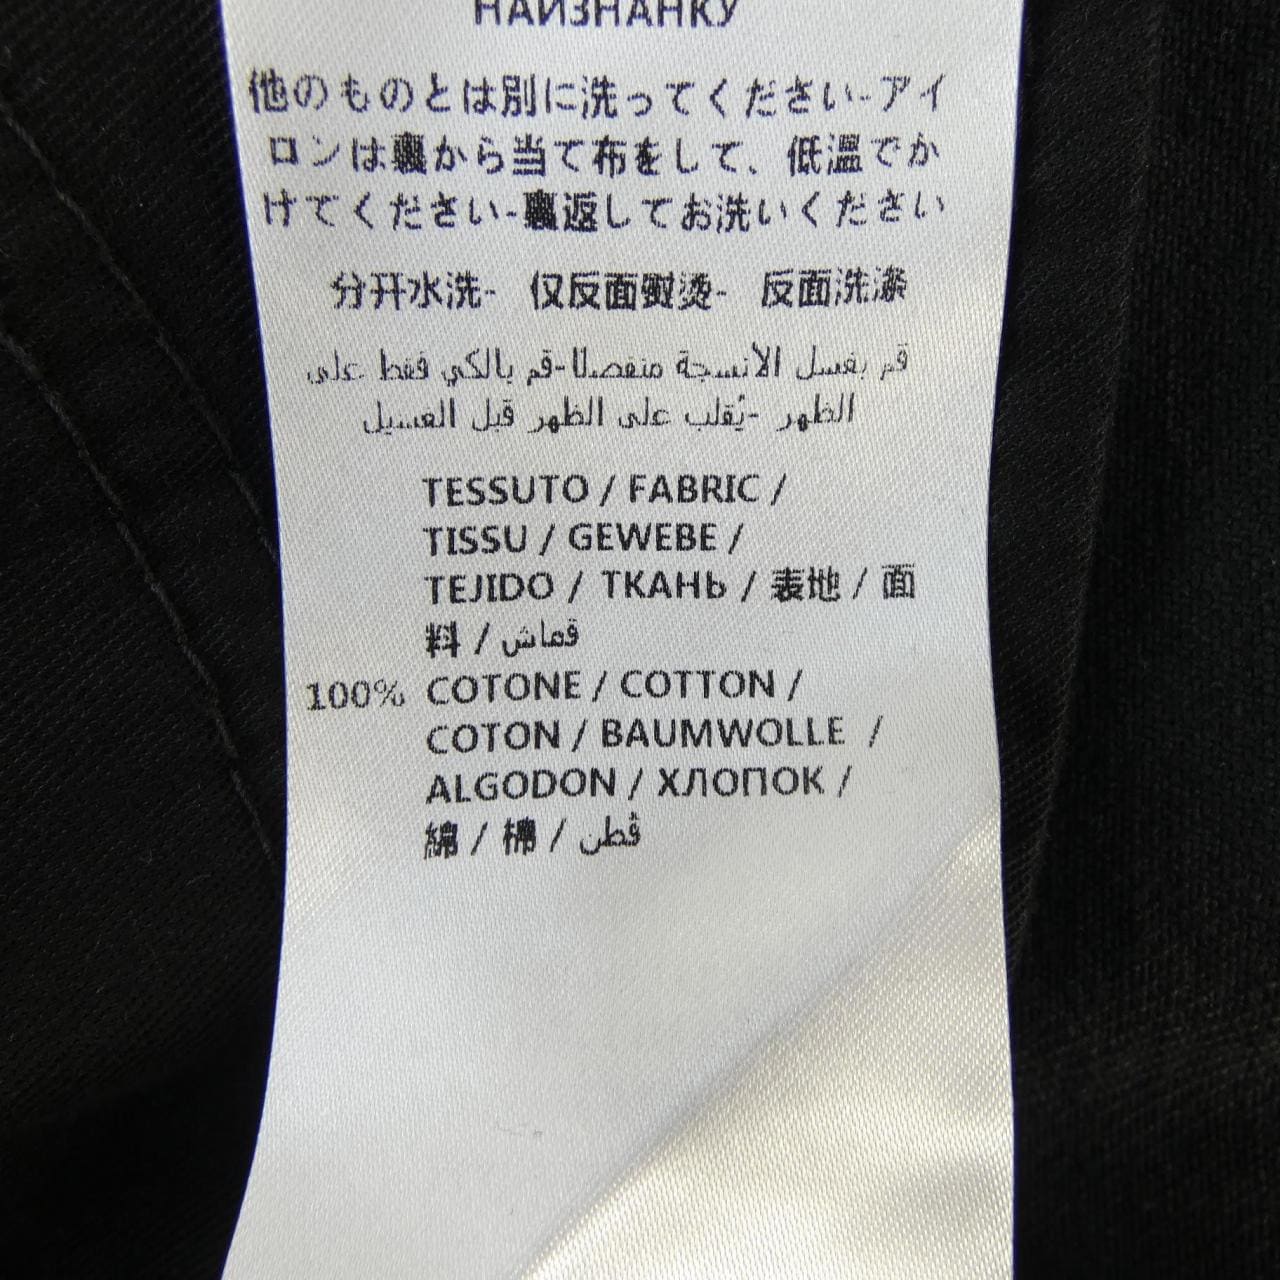 НАИЗНАНКУ
他のものとは別に洗ってください-アイ
ロンは裏から当て布をして、低温でか
けてください-裏返してお洗いください
分开水洗- 仅反面熨烫- 反面洗涤
قم بغسل الأنسجة منفصلا-قم بالكي فقط على
الظهر -يُقلب على الظهر قبل الغسيل
TESSUTO / FABRIC /
TISSU / GEWEBE /
TEJIDO / ТКАНЬ / 表地 / 面
料 / قماش
100% COTONE / COTTON /
COTON / BAUMWOLLE /
ALGODON / ХЛОПОК /
綿 / 棉 / قُطن